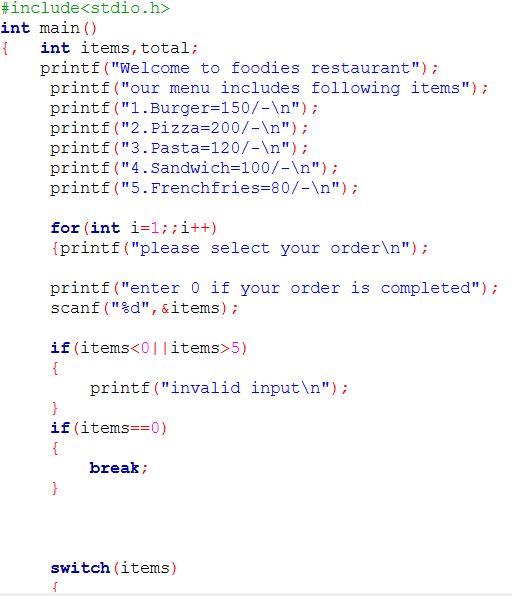 #include<stdio.h>
int main()
{   int items,total;
    printf("Welcome to foodies restaurant");
     printf("our menu includes following items");
     printf("1.Burger=150/-\n");
     printf("2.Pizza=200/-\n");
     printf("3.Pasta=120/-\n");
     printf("4.Sandwich=100/-\n");
     printf("5.Frenchfries=80/-\n");
     for(int i=1;;i++)
     {printf("please select your order\n");
     printf("enter 0 if your order is completed");
     scanf("%d",&items);
     if(items<0||items>5)
     {
         printf("invalid input\n");
     }
     if(items==0)
     {
         break;
     }
     switch(items)
     {